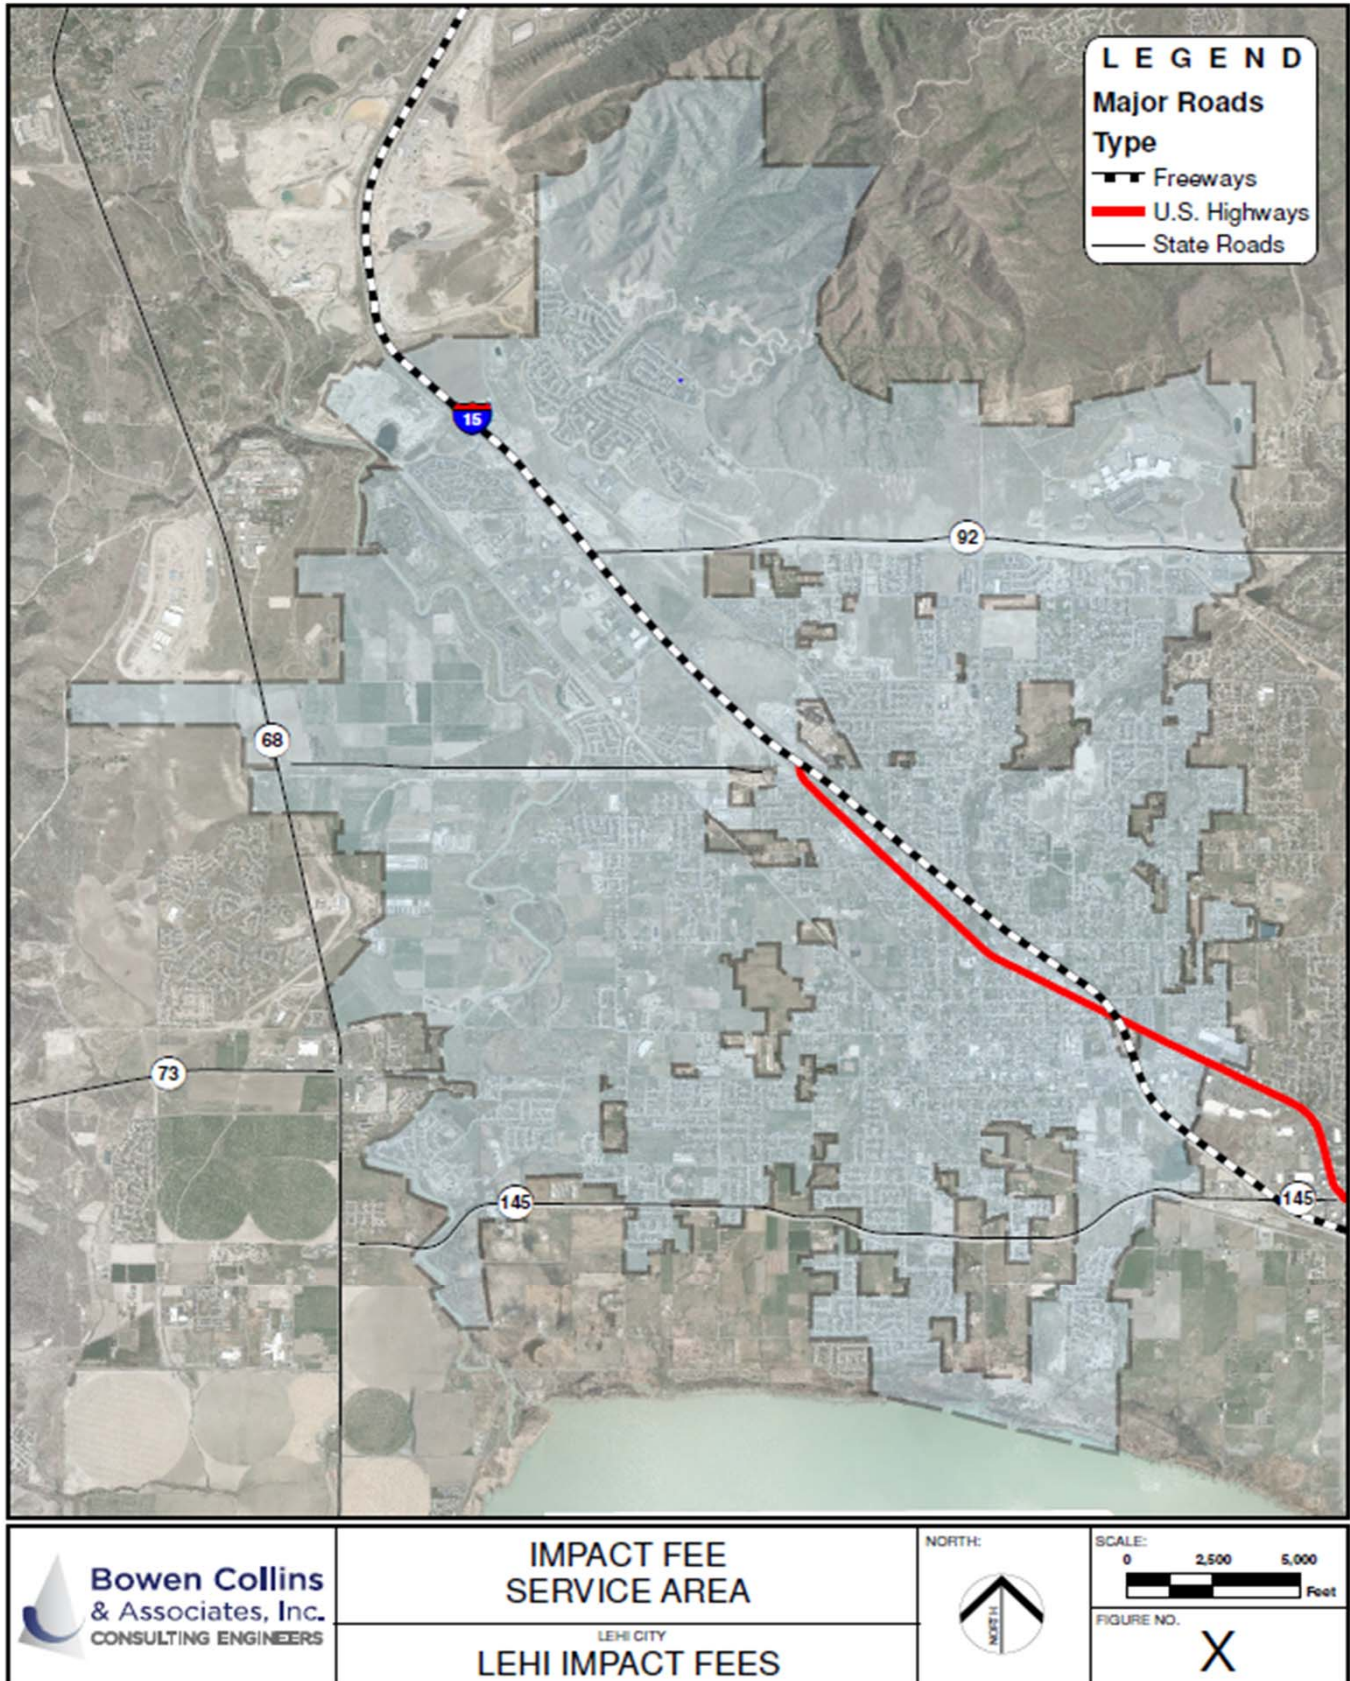 L E G E N D
Major Roads
Type
Freeways
U.S. Highways
State Roads
15
92
68
73
145
145
Bowen Collins
& Associates, Inc.
CONSULTING ENGINEERS
IMPACT FEE
SERVICE AREA
LEHI CITY
LEHI IMPACT FEES
NORTH:
NORTH
SCALE:
0 2,500 5,000
Feet
FIGURE NO.
X